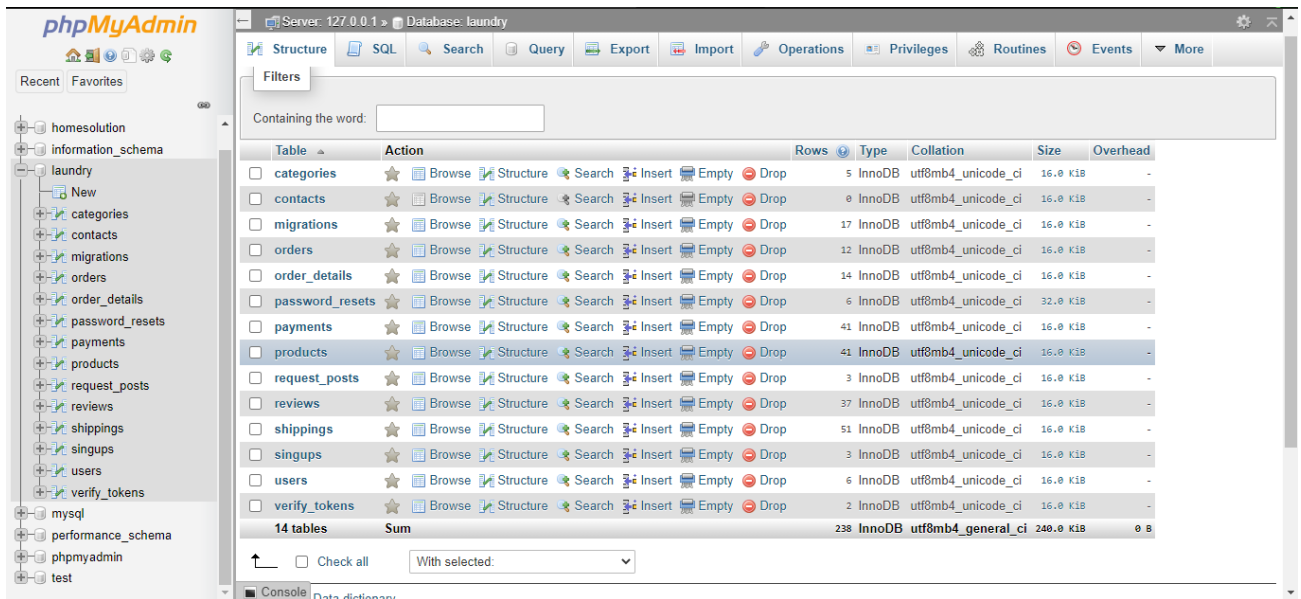 phpMyAdmin
Recent Favorites
homesolution
information_schema
laundry
New
categories
contacts
migrations
orders
order_details
password_resets
payments
products
request_posts
reviews
shippings
singups
users
verify_tokens
mysql
performance_schema
phpmyadmin
test
Server: 127.0.0.1 » Database: laundry
Structure SQL Search Query Export Import Operations Privileges Routines Events More
Filters
Containing the word:
Table Action Rows Type Collation Size Overhead
categories Browse Structure Search Insert Empty Drop 5 InnoDB utf8mb4_unicode_ci 16.0 KiB -
contacts Browse Structure Search Insert Empty Drop 0 InnoDB utf8mb4_unicode_ci 16.0 KiB -
migrations Browse Structure Search Insert Empty Drop 17 InnoDB utf8mb4_unicode_ci 16.0 KiB -
orders Browse Structure Search Insert Empty Drop 12 InnoDB utf8mb4_unicode_ci 16.0 KiB -
order_details Browse Structure Search Insert Empty Drop 14 InnoDB utf8mb4_unicode_ci 16.0 KiB -
password_resets Browse Structure Search Insert Empty Drop 6 InnoDB utf8mb4_unicode_ci 32.0 KiB -
payments Browse Structure Search Insert Empty Drop 41 InnoDB utf8mb4_unicode_ci 16.0 KiB -
products Browse Structure Search Insert Empty Drop 41 InnoDB utf8mb4_unicode_ci 16.0 KiB -
request_posts Browse Structure Search Insert Empty Drop 3 InnoDB utf8mb4_unicode_ci 16.0 KiB -
reviews Browse Structure Search Insert Empty Drop 37 InnoDB utf8mb4_unicode_ci 16.0 KiB -
shippings Browse Structure Search Insert Empty Drop 51 InnoDB utf8mb4_unicode_ci 16.0 KiB -
singups Browse Structure Search Insert Empty Drop 3 InnoDB utf8mb4_unicode_ci 16.0 KiB -
users Browse Structure Search Insert Empty Drop 6 InnoDB utf8mb4_unicode_ci 16.0 KiB -
verify_tokens Browse Structure Search Insert Empty Drop 2 InnoDB utf8mb4_unicode_ci 16.0 KiB -
14 tables Sum 238 InnoDB utf8mb4_general_ci 240.0 KiB 0 B
Check all With selected:
Console Data dictionary